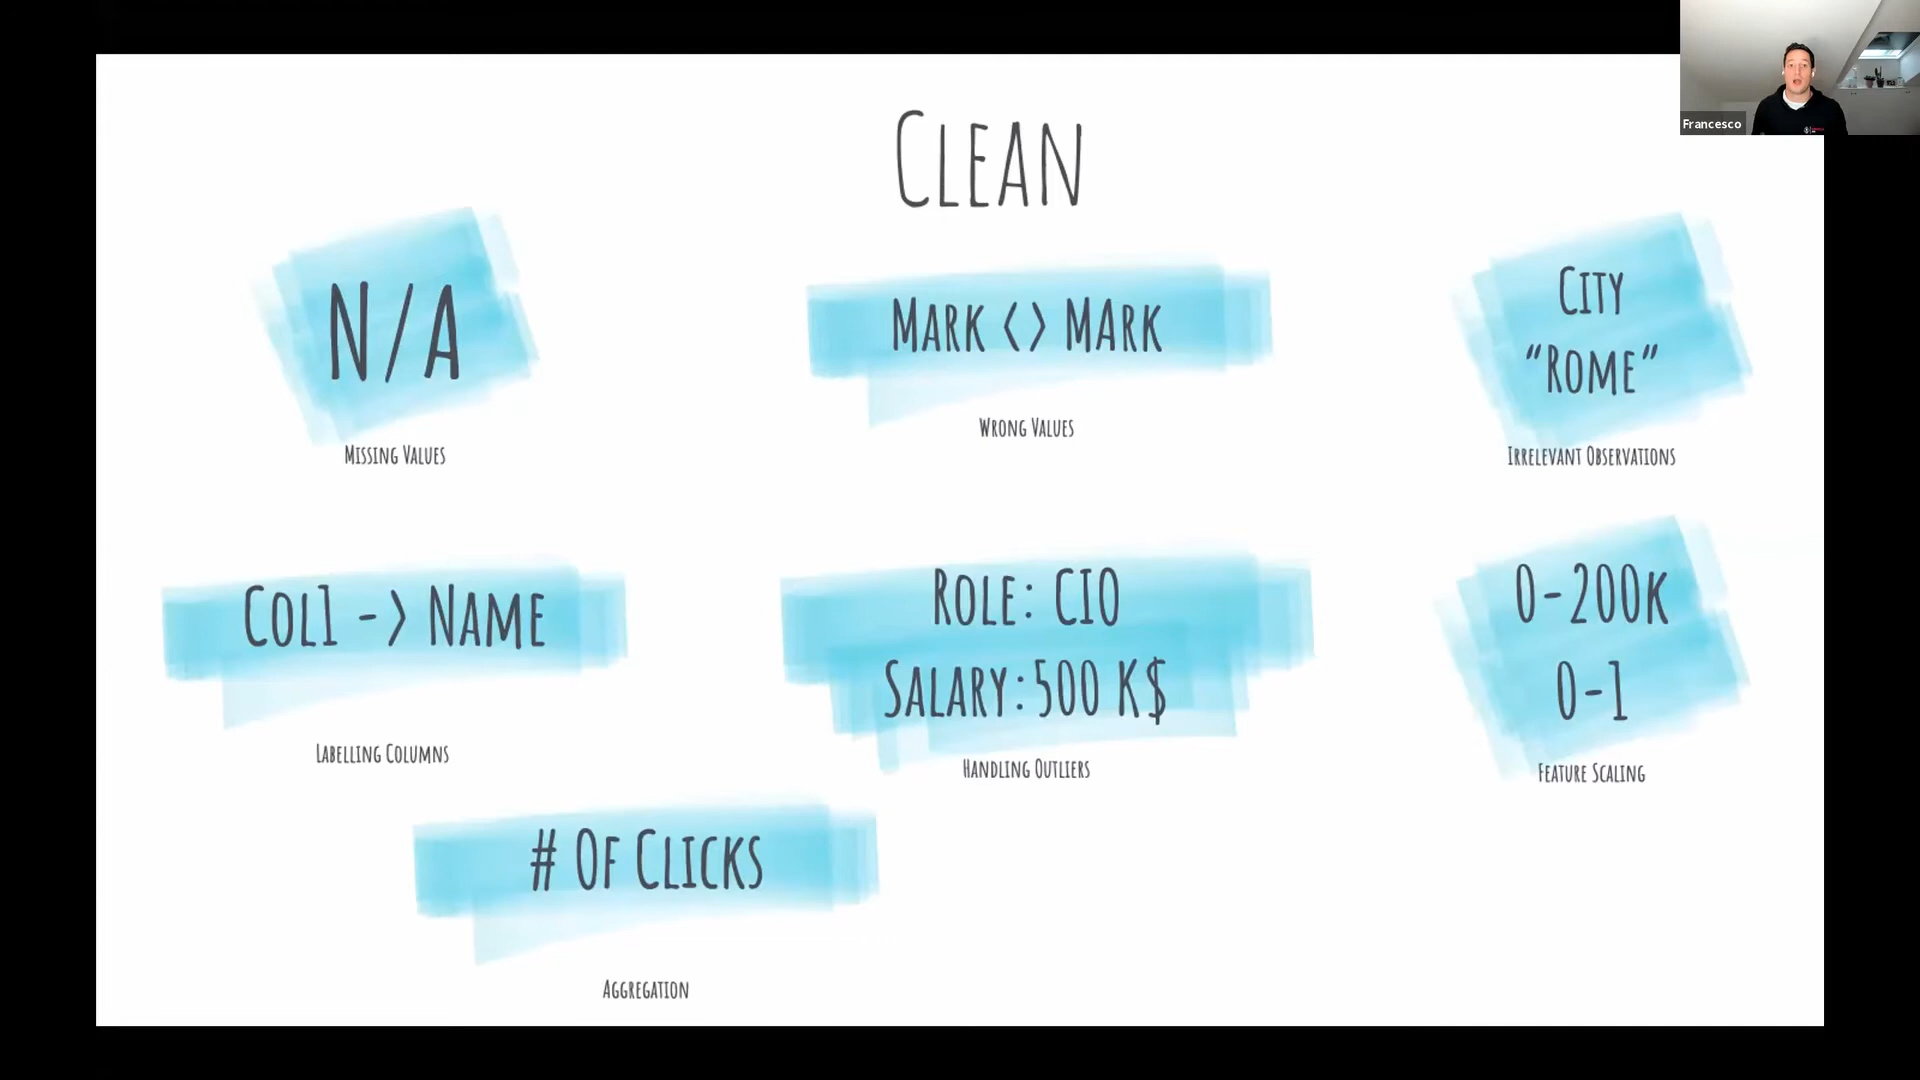 Francesco
Clean
N/A
Missing Values
Mark <> MArk
Wrong Values
City
“Rome”
Irrelevant Observations
Col1 -> Name
Labelling Columns
Role: CIO
Salary: 500 K$
Handling Outliers
0-200k
0-1
Feature Scaling
# Of Clicks
Aggregation